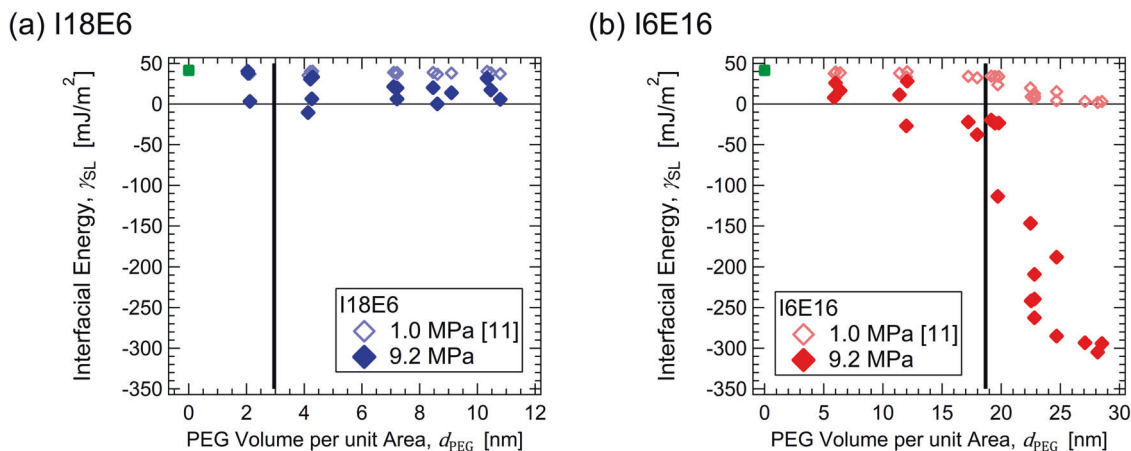 (a) I18E6
Interfacial Energy, γSL [mJ/m²]
50
0
-50
-100
-150
-200
-250
-300
-350
I18E6
1.0 MPa [11]
9.2 MPa
0 2 4 6 8 10 12
PEG Volume per unit Area, dPEG [nm]
(b) I6E16
Interfacial Energy, γSL [mJ/m²]
50
0
-50
-100
-150
-200
-250
-300
-350
I6E16
1.0 MPa [11]
9.2 MPa
0 5 10 15 20 25 30
PEG Volume per unit Area, dPEG [nm]